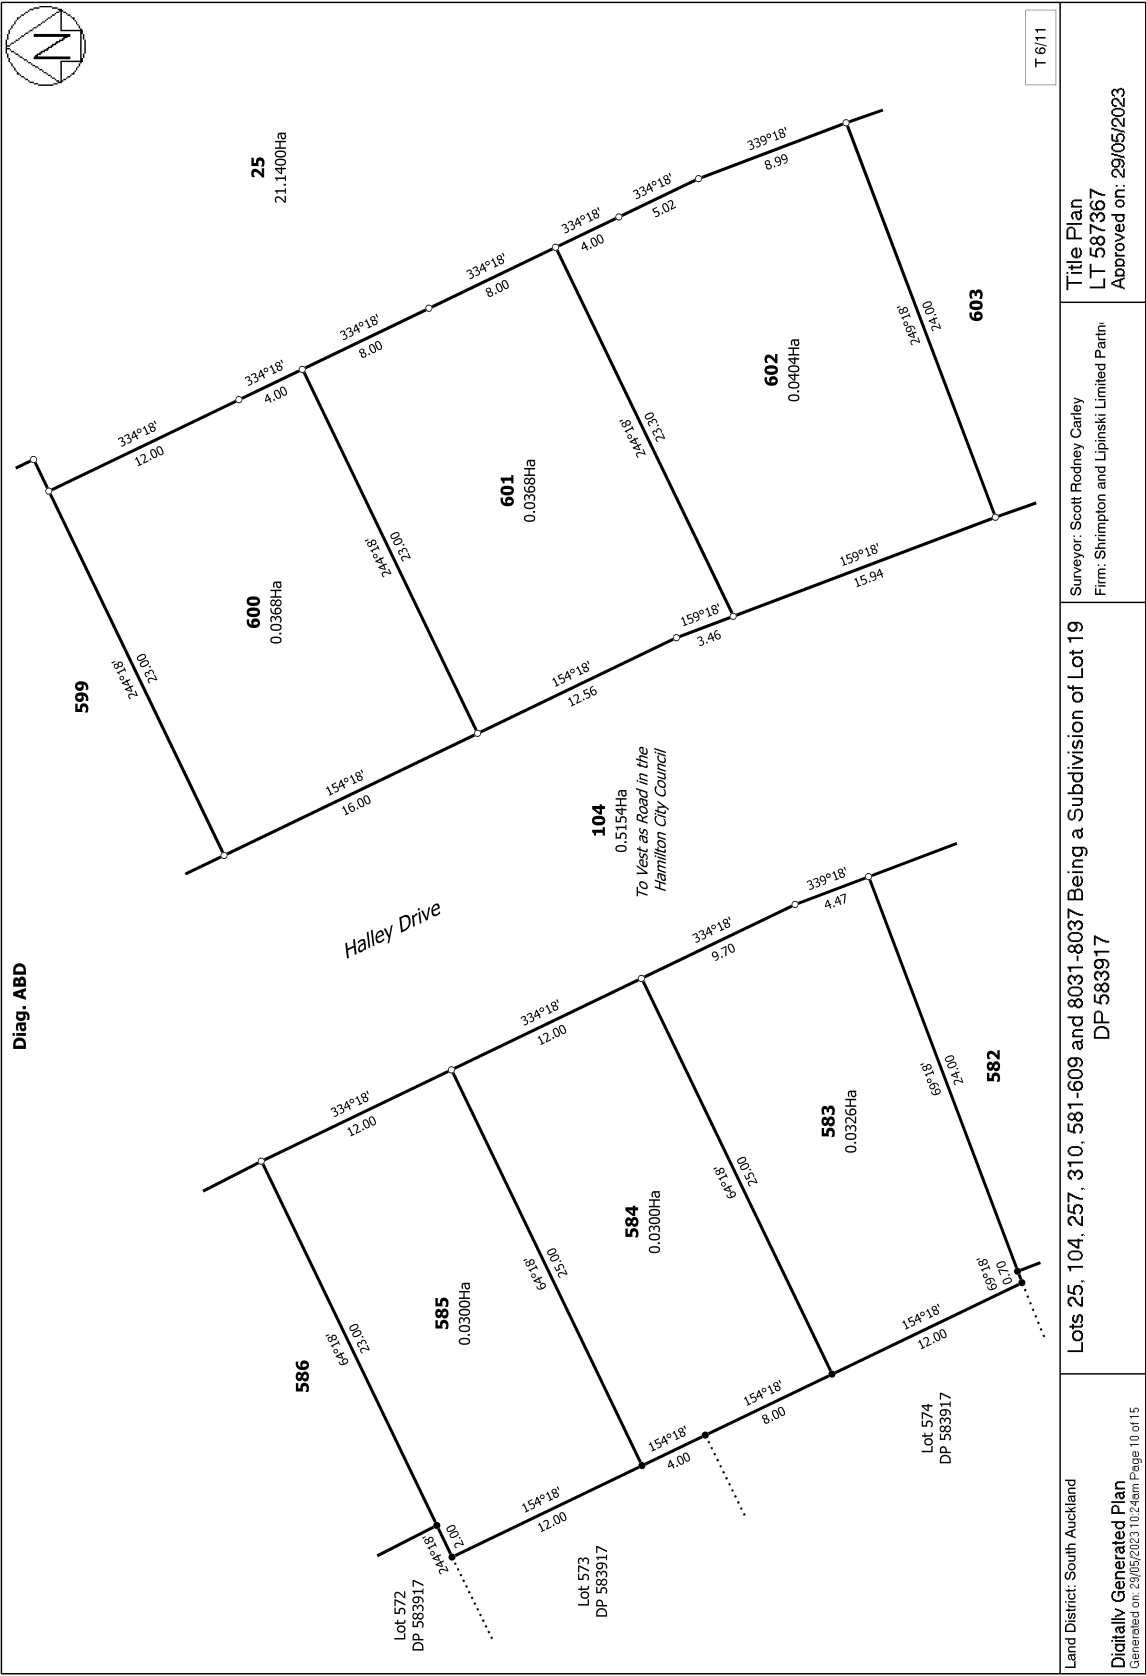 Diag. ABD
N
T 6/11
25
21.1400Ha
599
244°18'
23.00
334°18'
12.00
334°18'
4.00
600
0.0368Ha
154°18'
16.00
244°18'
23.00
334°18'
8.00
334°18'
8.00
601
0.0368Ha
154°18'
12.56
159°18'
3.46
244°18'
23.30
334°18'
4.00
334°18'
5.02
339°18'
8.99
602
0.0404Ha
159°18'
15.94
249°18'
24.00
603
Halley Drive
104
0.5154Ha
To Vest as Road in the
Hamilton City Council
586
64°18'
23.00
244°18'
2.00
334°18'
12.00
585
0.0300Ha
154°18'
12.00
64°18'
25.00
334°18'
12.00
584
0.0300Ha
154°18'
4.00
154°18'
8.00
64°18'
25.00
334°18'
9.70
339°18'
4.47
583
0.0326Ha
154°18'
12.00
69°18'
0.70
69°18'
24.00
582
Lot 572
DP 583917
Lot 573
DP 583917
Lot 574
DP 583917
Land District: South Auckland
Digitally Generated Plan
Generated on: 29/05/2023 10:24am Page 10 of 15
Lots 25, 104, 257, 310, 581-609 and 8031-8037 Being a Subdivision of Lot 19
DP 583917
Surveyor: Scott Rodney Carley
Firm: Shrimpton and Lipinski Limited Partn
Title Plan
LT 587367
Approved on: 29/05/2023